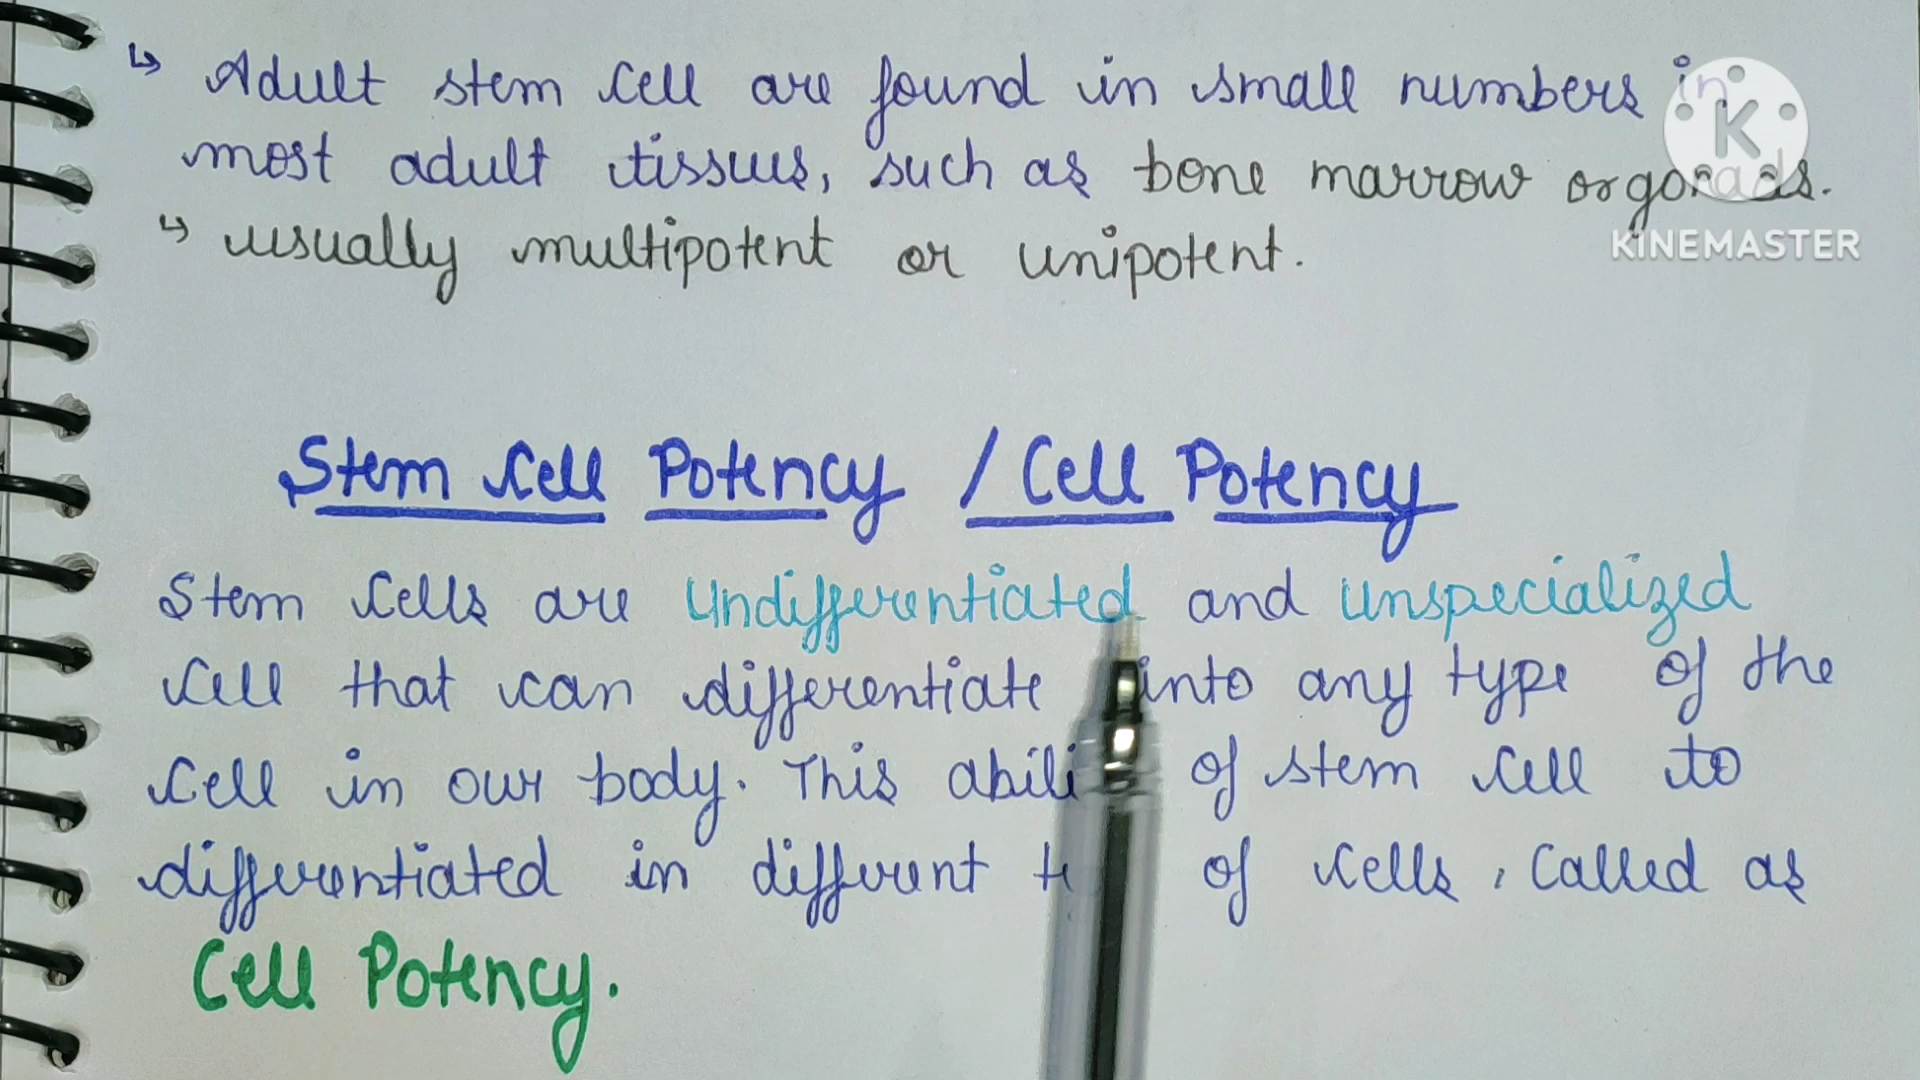 ↳ Adult stem cell are found in small numbers in
most adult tissues, such as bone marrow or gonads.
↳ usually multipotent or unipotent.
K
KINEMASTER
Stem Cell Potency / Cell Potency
Stem cells are Undifferentiated and Unspecialized
cell that can differentiate into any type of the
cell in our body. This abili of stem cell to
differentiated in different of cells, called as
Cell Potency.